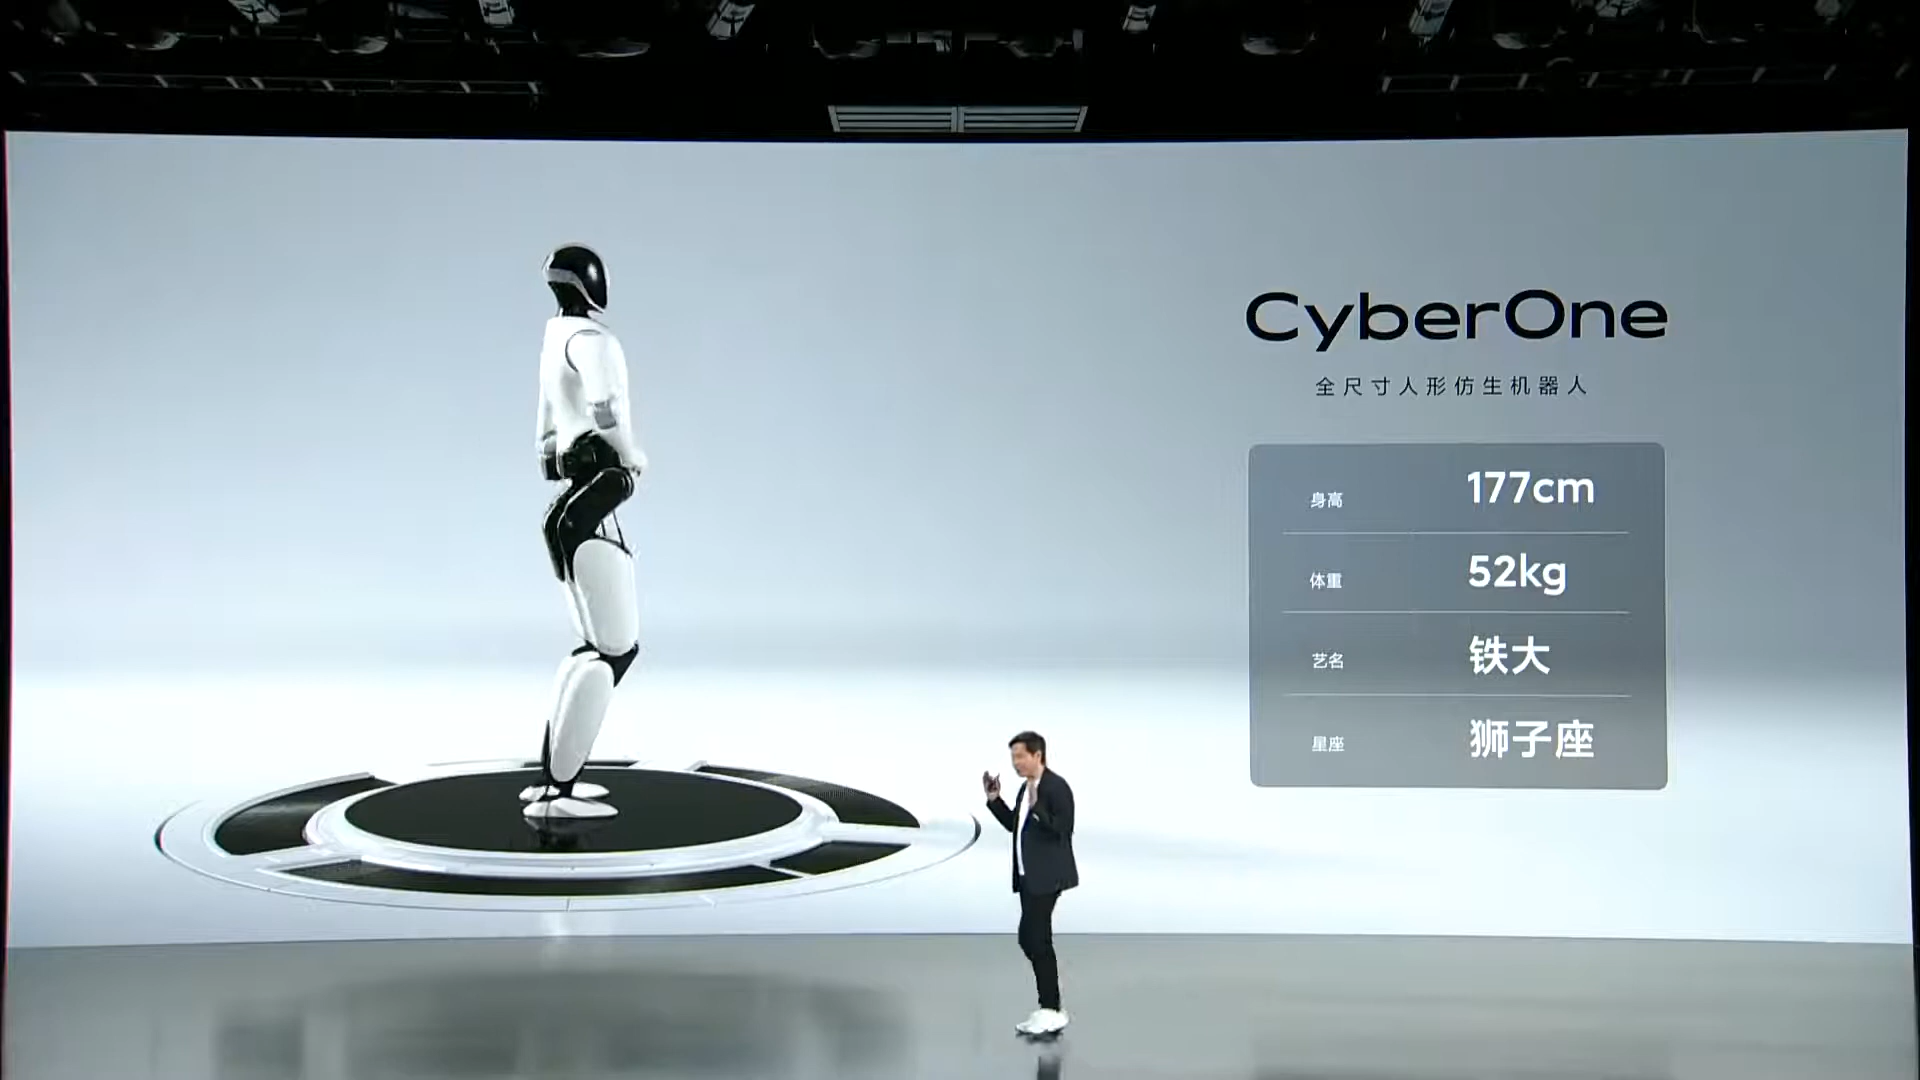 CyberOne
全尺寸人形仿生机器人
身高 177cm
体重 52kg
艺名 铁大
星座 狮子座